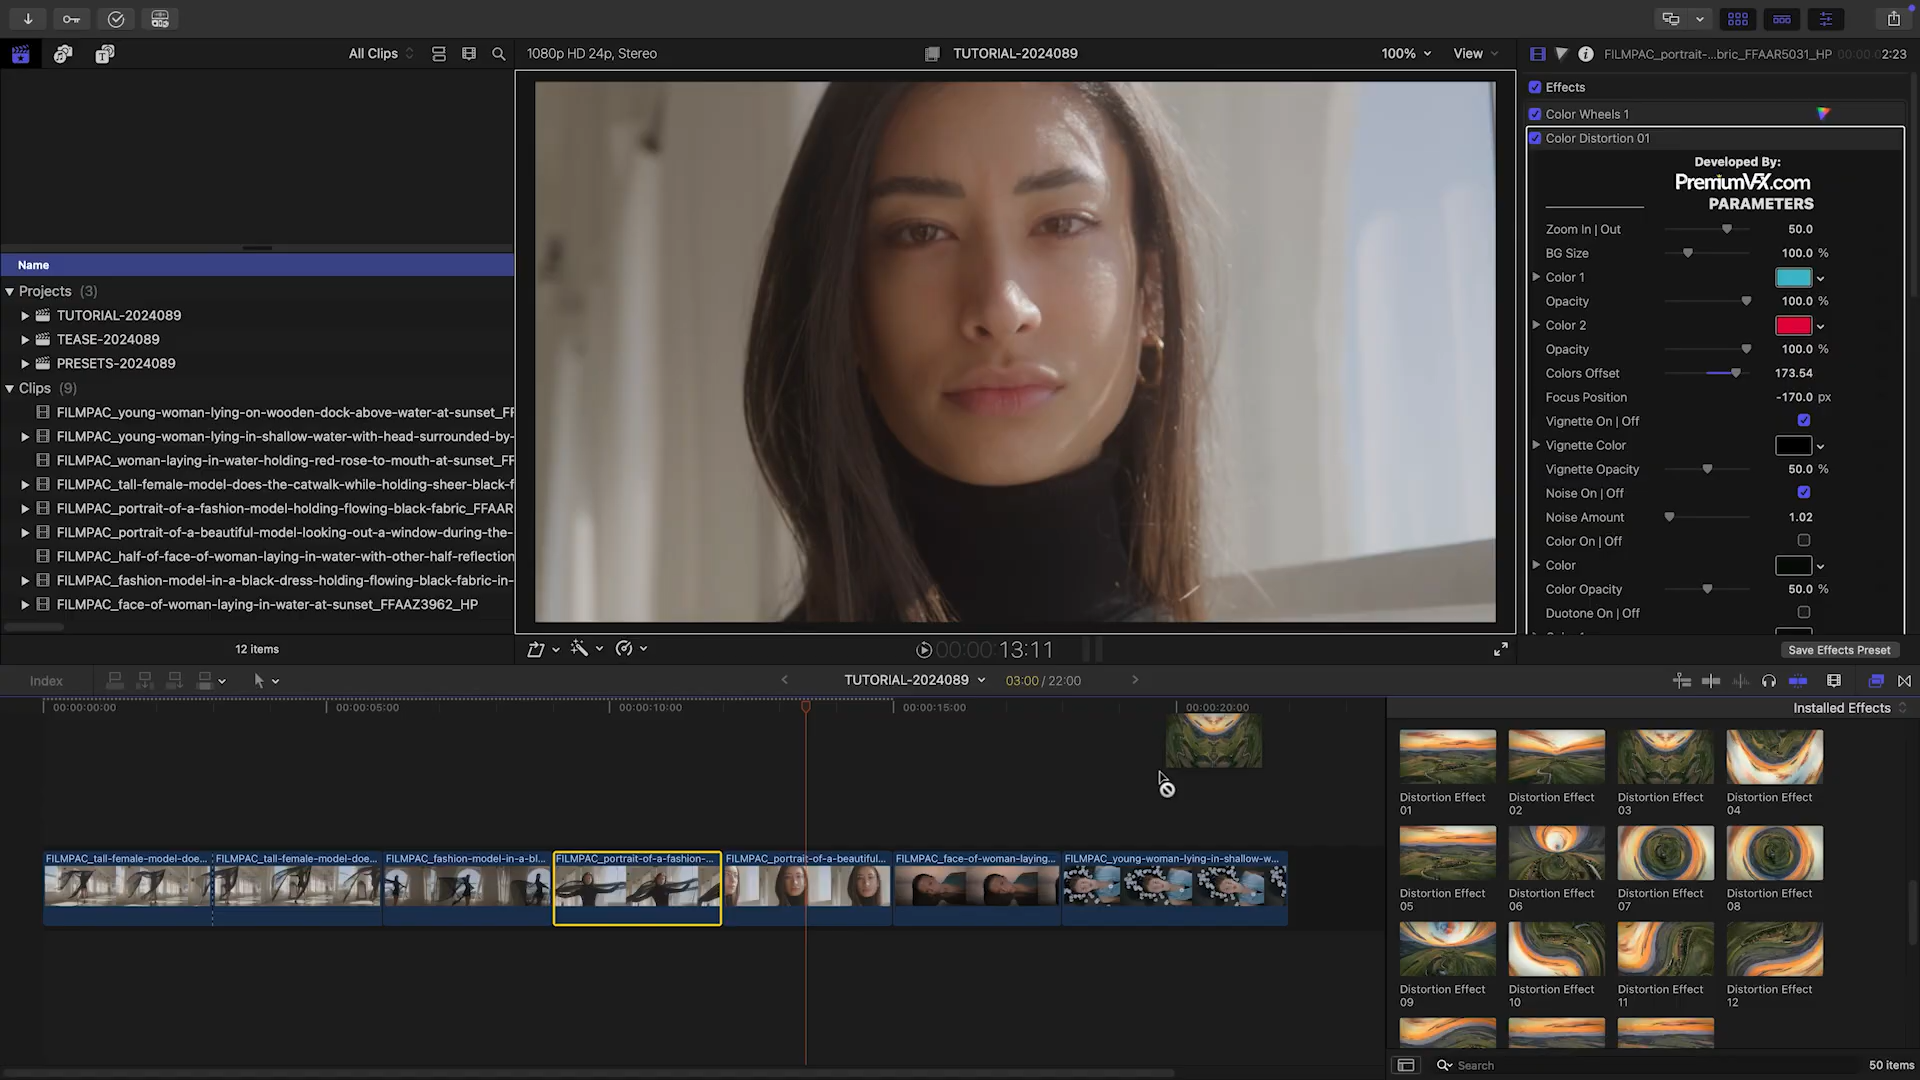 All Clips
1080p HD 24p, Stereo
TUTORIAL-2024089
100%
View
FILMPAC_portrait-...bric_FFAAR5031_HP
00:00:02:23
Effects
Color Wheels 1
Color Distortion 01
Developed By:
PremiumVFX.com
PARAMETERS
Zoom In | Out 50.0
BG Size 100.0 %
Color 1
Opacity 100.0 %
Color 2
Opacity 100.0 %
Colors Offset 173.54
Focus Position -170.0 px
Vignette On | Off
Vignette Color
Vignette Opacity 50.0 %
Noise On | Off
Noise Amount 1.02
Color On | Off
Color
Color Opacity 50.0 %
Duotone On | Off
Save Effects Preset
Name
Projects (3)
TUTORIAL-2024089
TEASE-2024089
PRESETS-2024089
Clips (9)
FILMPAC_young-woman-lying-on-wooden-dock-above-water-at-sunset_FF
FILMPAC_young-woman-lying-in-shallow-water-with-head-surrounded-by-
FILMPAC_woman-laying-in-water-holding-red-rose-to-mouth-at-sunset_FF
FILMPAC_tall-female-model-does-the-catwalk-while-holding-sheer-black-f
FILMPAC_portrait-of-a-fashion-model-holding-flowing-black-fabric_FFAAR
FILMPAC_portrait-of-a-beautiful-model-looking-out-a-window-during-the-
FILMPAC_half-of-face-of-woman-laying-in-water-with-other-half-reflection
FILMPAC_fashion-model-in-a-black-dress-holding-flowing-black-fabric-in-
FILMPAC_face-of-woman-laying-in-water-at-sunset_FFAAZ3962_HP
12 items
00:00:00:13:11
Index
TUTORIAL-2024089
03:00 / 22:00
00:00:00:00
00:00:05:00
00:00:10:00
00:00:15:00
00:00:20:00
FILMPAC_tall-female-model-doe...
FILMPAC_tall-female-model-doe...
FILMPAC_fashion-model-in-a-bl...
FILMPAC_portrait-of-a-fashion-...
FILMPAC_portrait-of-a-beautiful...
FILMPAC_face-of-woman-laying...
FILMPAC_young-woman-lying-in-shallow-w...
Installed Effects
Distortion Effect 01
Distortion Effect 02
Distortion Effect 03
Distortion Effect 04
Distortion Effect 05
Distortion Effect 06
Distortion Effect 07
Distortion Effect 08
Distortion Effect 09
Distortion Effect 10
Distortion Effect 11
Distortion Effect 12
Search
50 items